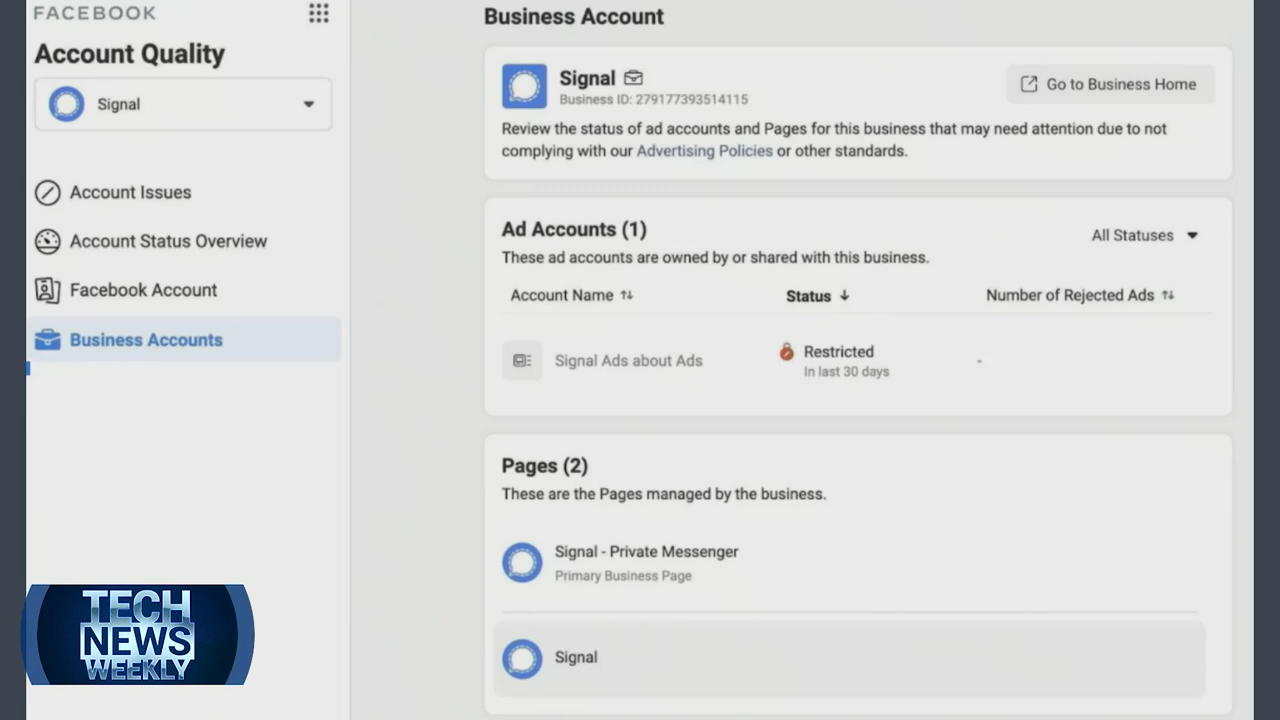 FACEBOOK
Account Quality
Signal
Account Issues
Account Status Overview
Facebook Account
Business Accounts
Business Account
Signal
Business ID: 279177393514115
Go to Business Home
Review the status of ad accounts and Pages for this business that may need attention due to not
complying with our Advertising Policies or other standards.
Ad Accounts (1)
All Statuses
These ad accounts are owned by or shared with this business.
Account Name
Status
Number of Rejected Ads
Signal Ads about Ads
Restricted
-
In last 30 days
Pages (2)
These are the Pages managed by the business.
Signal - Private Messenger
Primary Business Page
Signal
TECH
NEWS
WEEKLY